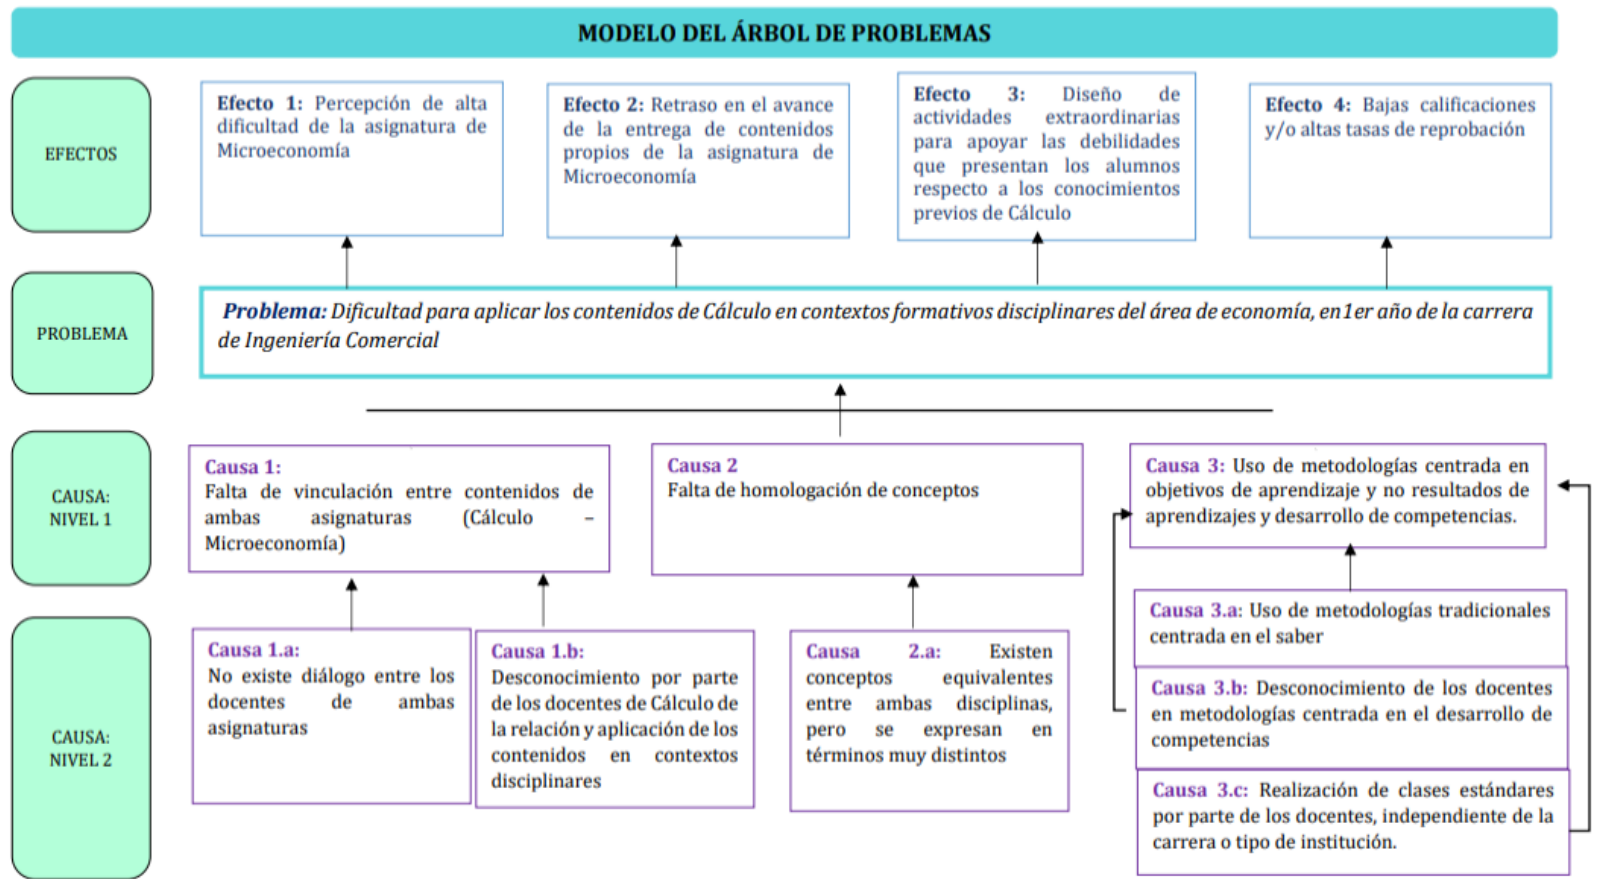 MODELO DEL ÁRBOL DE PROBLEMAS
EFECTOS
Efecto 1: Percepción de alta
dificultad de la asignatura de
Microeconomía
Efecto 2: Retraso en el avance
de la entrega de contenidos
propios de la asignatura de
Microeconomía
Efecto 3: Diseño de
actividades extraordinarias
para apoyar las debilidades
que presentan los alumnos
respecto a los conocimientos
previos de Cálculo
Efecto 4: Bajas calificaciones
y/o altas tasas de reprobación
PROBLEMA
Problema: Dificultad para aplicar los contenidos de Cálculo en contextos formativos disciplinares del área de economía, en1er año de la carrera
de Ingeniería Comercial
CAUSA:
NIVEL 1
Causa 1:
Falta de vinculación entre contenidos de
ambas asignaturas (Cálculo –
Microeconomía)
Causa 2
Falta de homologación de conceptos
Causa 3: Uso de metodologías centrada en
objetivos de aprendizaje y no resultados de
aprendizajes y desarrollo de competencias.
CAUSA:
NIVEL 2
Causa 1.a:
No existe diálogo entre los
docentes de ambas
asignaturas
Causa 1.b:
Desconocimiento por parte
de los docentes de Cálculo de
la relación y aplicación de los
contenidos en contextos
disciplinares
Causa 2.a: Existen
conceptos equivalentes
entre ambas disciplinas,
pero se expresan en
términos muy distintos
Causa 3.a: Uso de metodologías tradicionales
centrada en el saber
Causa 3.b: Desconocimiento de los docentes
en metodologías centrada en el desarrollo de
competencias
Causa 3.c: Realización de clases estándares
por parte de los docentes, independiente de la
carrera o tipo de institución.